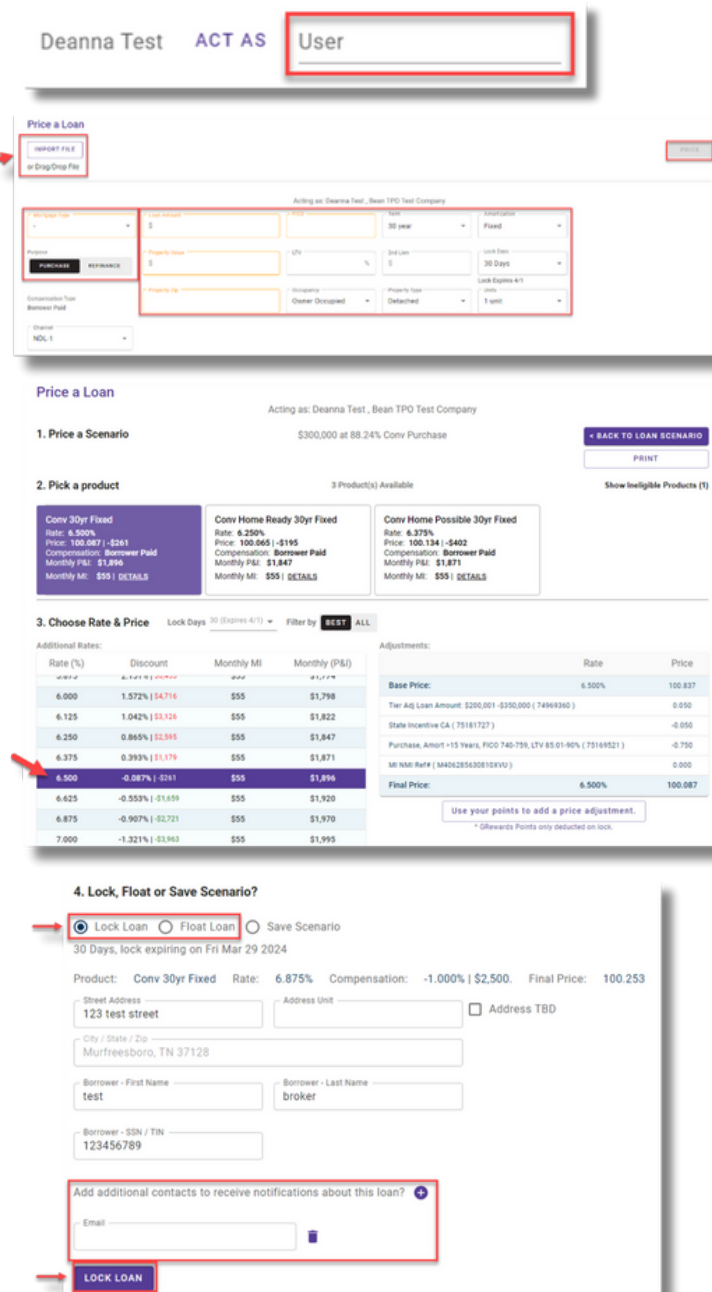 Deanna Test ACT AS User
Price a Loan
IMPORT FILE
PRICE
or Drag/Drop File
Acting as: Deanna Test , Bean TPO Test Company
Mortgage Type Loan Amount FICO Term Amortization
- $ 30 year Fixed
Purpose Property Value LTV 2nd Lien Lock Days
PURCHASE REFINANCE $ % $ 30 Days
Lock Expires 4/1
Property Zip Occupancy Property Type Units
Compensation Type Owner Occupied Detached 1 unit
Borrower Paid
Channel
NDL-1
Price a Loan
Acting as: Deanna Test , Bean TPO Test Company
1. Price a Scenario $300,000 at 88.24% Conv Purchase < BACK TO LOAN SCENARIO
PRINT
2. Pick a product 3 Product(s) Available Show Ineligible Products (1)
Conv 30yr Fixed
Rate: 6.500%
Price: 100.087 | -$261
Compensation: Borrower Paid
Monthly P&I: $1,896
Monthly MI: $55 | DETAILS
Conv Home Ready 30yr Fixed
Rate: 6.250%
Price: 100.065 | -$195
Compensation: Borrower Paid
Monthly P&I: $1,847
Monthly MI: $55 | DETAILS
Conv Home Possible 30yr Fixed
Rate: 6.375%
Price: 100.134 | -$402
Compensation: Borrower Paid
Monthly P&I: $1,871
Monthly MI: $55 | DETAILS
3. Choose Rate & Price Lock Days 30 (Expires 4/1) Filter by BEST ALL
Additional Rates:
Rate (%) Discount Monthly MI Monthly (P&I)
6.000 1.572% | $4,716 $55 $1,798
6.125 1.042% | $3,126 $55 $1,822
6.250 0.865% | $2,595 $55 $1,847
6.375 0.393% | $1,179 $55 $1,871
6.500 -0.087% | -$261 $55 $1,896
6.625 -0.553% | -$1,659 $55 $1,920
6.875 -0.907% | -$2,721 $55 $1,970
7.000 -1.321% | -$3,963 $55 $1,995
Adjustments:
Rate Price
Base Price: 6.500% 100.837
Tier Adj Loan Amount: $200,001 -$350,000 ( 74969360 ) 0.050
State Incentive CA ( 75181727 ) -0.050
Purchase, Amort >15 Years, FICO 740-759, LTV 85.01-90% ( 75169521 ) -0.750
MI NMI Ref# ( M406285630810XVU ) 0.000
Final Price: 6.500% 100.087
Use your points to add a price adjustment.
* GRewards Points only deducted on lock.
4. Lock, Float or Save Scenario?
Lock Loan Float Loan Save Scenario
30 Days, lock expiring on Fri Mar 29 2024
Product: Conv 30yr Fixed Rate: 6.875% Compensation: -1.000% | $2,500. Final Price: 100.253
Street Address Address Unit
123 test street Address TBD
City / State / Zip
Murfreesboro, TN 37128
Borrower - First Name Borrower - Last Name
test broker
Borrower - SSN / TIN
123456789
Add additional contacts to receive notifications about this loan?
Email
LOCK LOAN